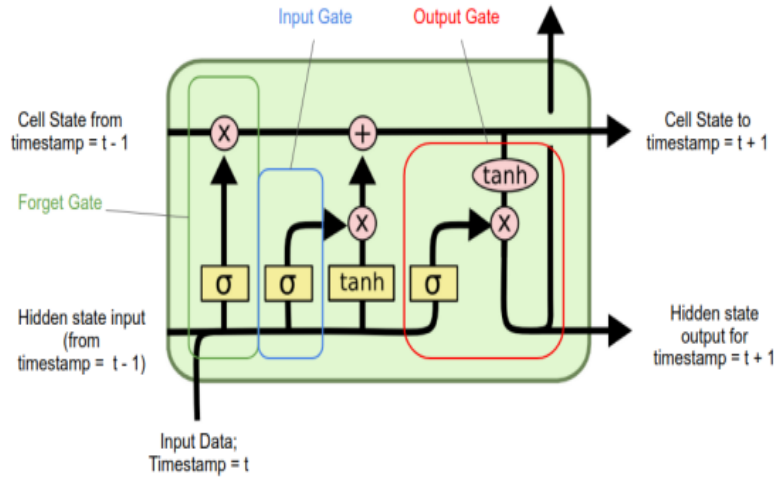 Input Gate
Output Gate
Cell State from
timestamp = t - 1
x
+
Cell State to
timestamp = t + 1
tanh
Forget Gate
x
x
σ
σ
tanh
σ
Hidden state input
(from
timestamp = t - 1)
Hidden state
output for
timestamp = t + 1
Input Data;
Timestamp = t